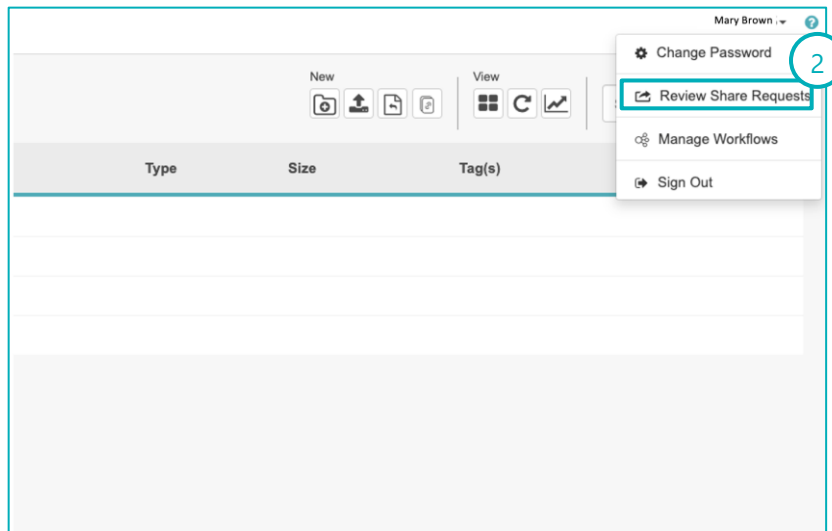 Mary Brown
Change Password
2
New
View
Review Share Requests
Manage Workflows
Type
Size
Tag(s)
Sign Out